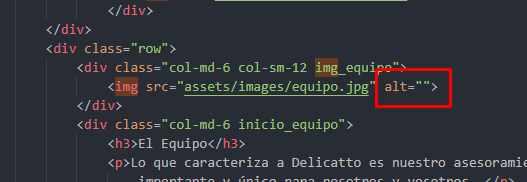 </div>
</div>
<div class="row">
<div class="col-md-6 col-sm-12 img_equipo">
<img src="assets/images/equipo.jpg" alt="">
</div>
<div class="col-md-6 inicio_equipo">
<h3>El Equipo</h3>
<p>Lo que caracteriza a Delicatto es nuestro asesoramie
importante y único para nosotros y vosotros. </p>